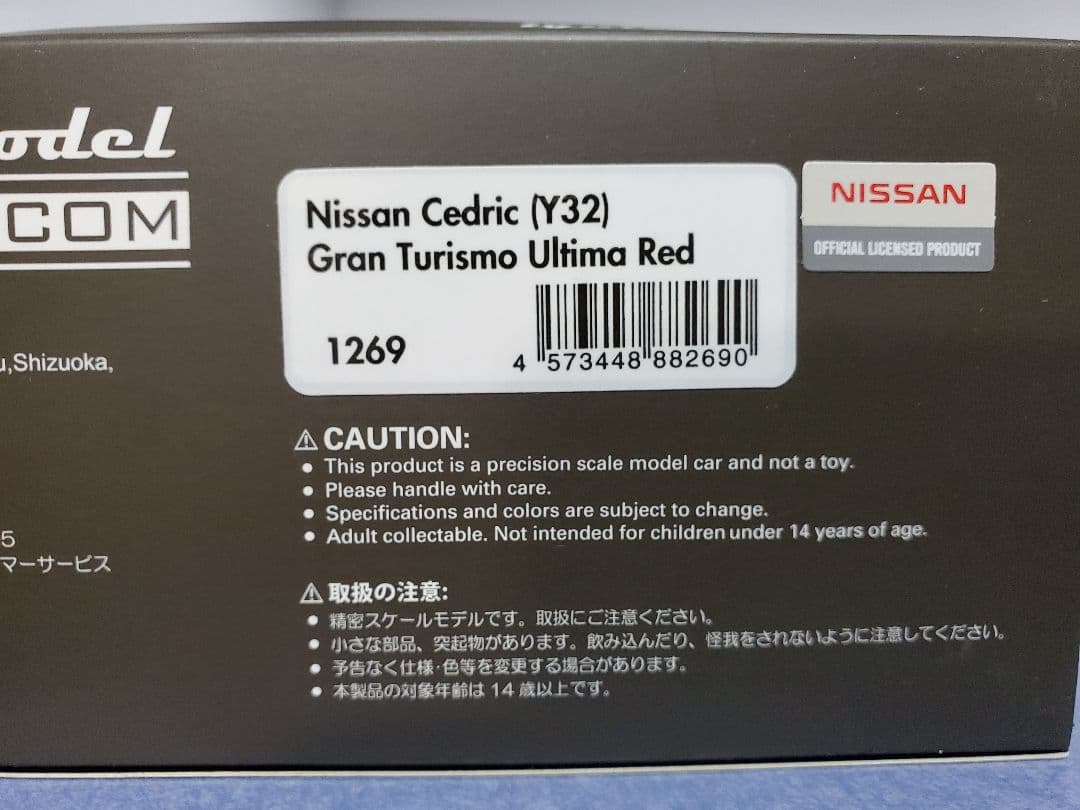 odel
COM
Nissan Cedric (Y32)
Gran Turismo Ultima Red
1269
4 573448 882690
NISSAN
OFFICIAL LICENSED PRODUCT
u,Shizuoka,
5
マーサービス
⚠ CAUTION:
● This product is a precision scale model car and not a toy.
● Please handle with care.
● Specifications and colors are subject to change.
● Adult collectable. Not intended for children under 14 years of age.
⚠ 取扱の注意:
● 精密スケールモデルです。取扱にご注意ください。
● 小さな部品、突起物があります。飲み込んだり、怪我をされないように注意してください。
● 予告なく仕様・色等を変更する場合があります。
● 本製品の対象年齢は 14 歳以上です。